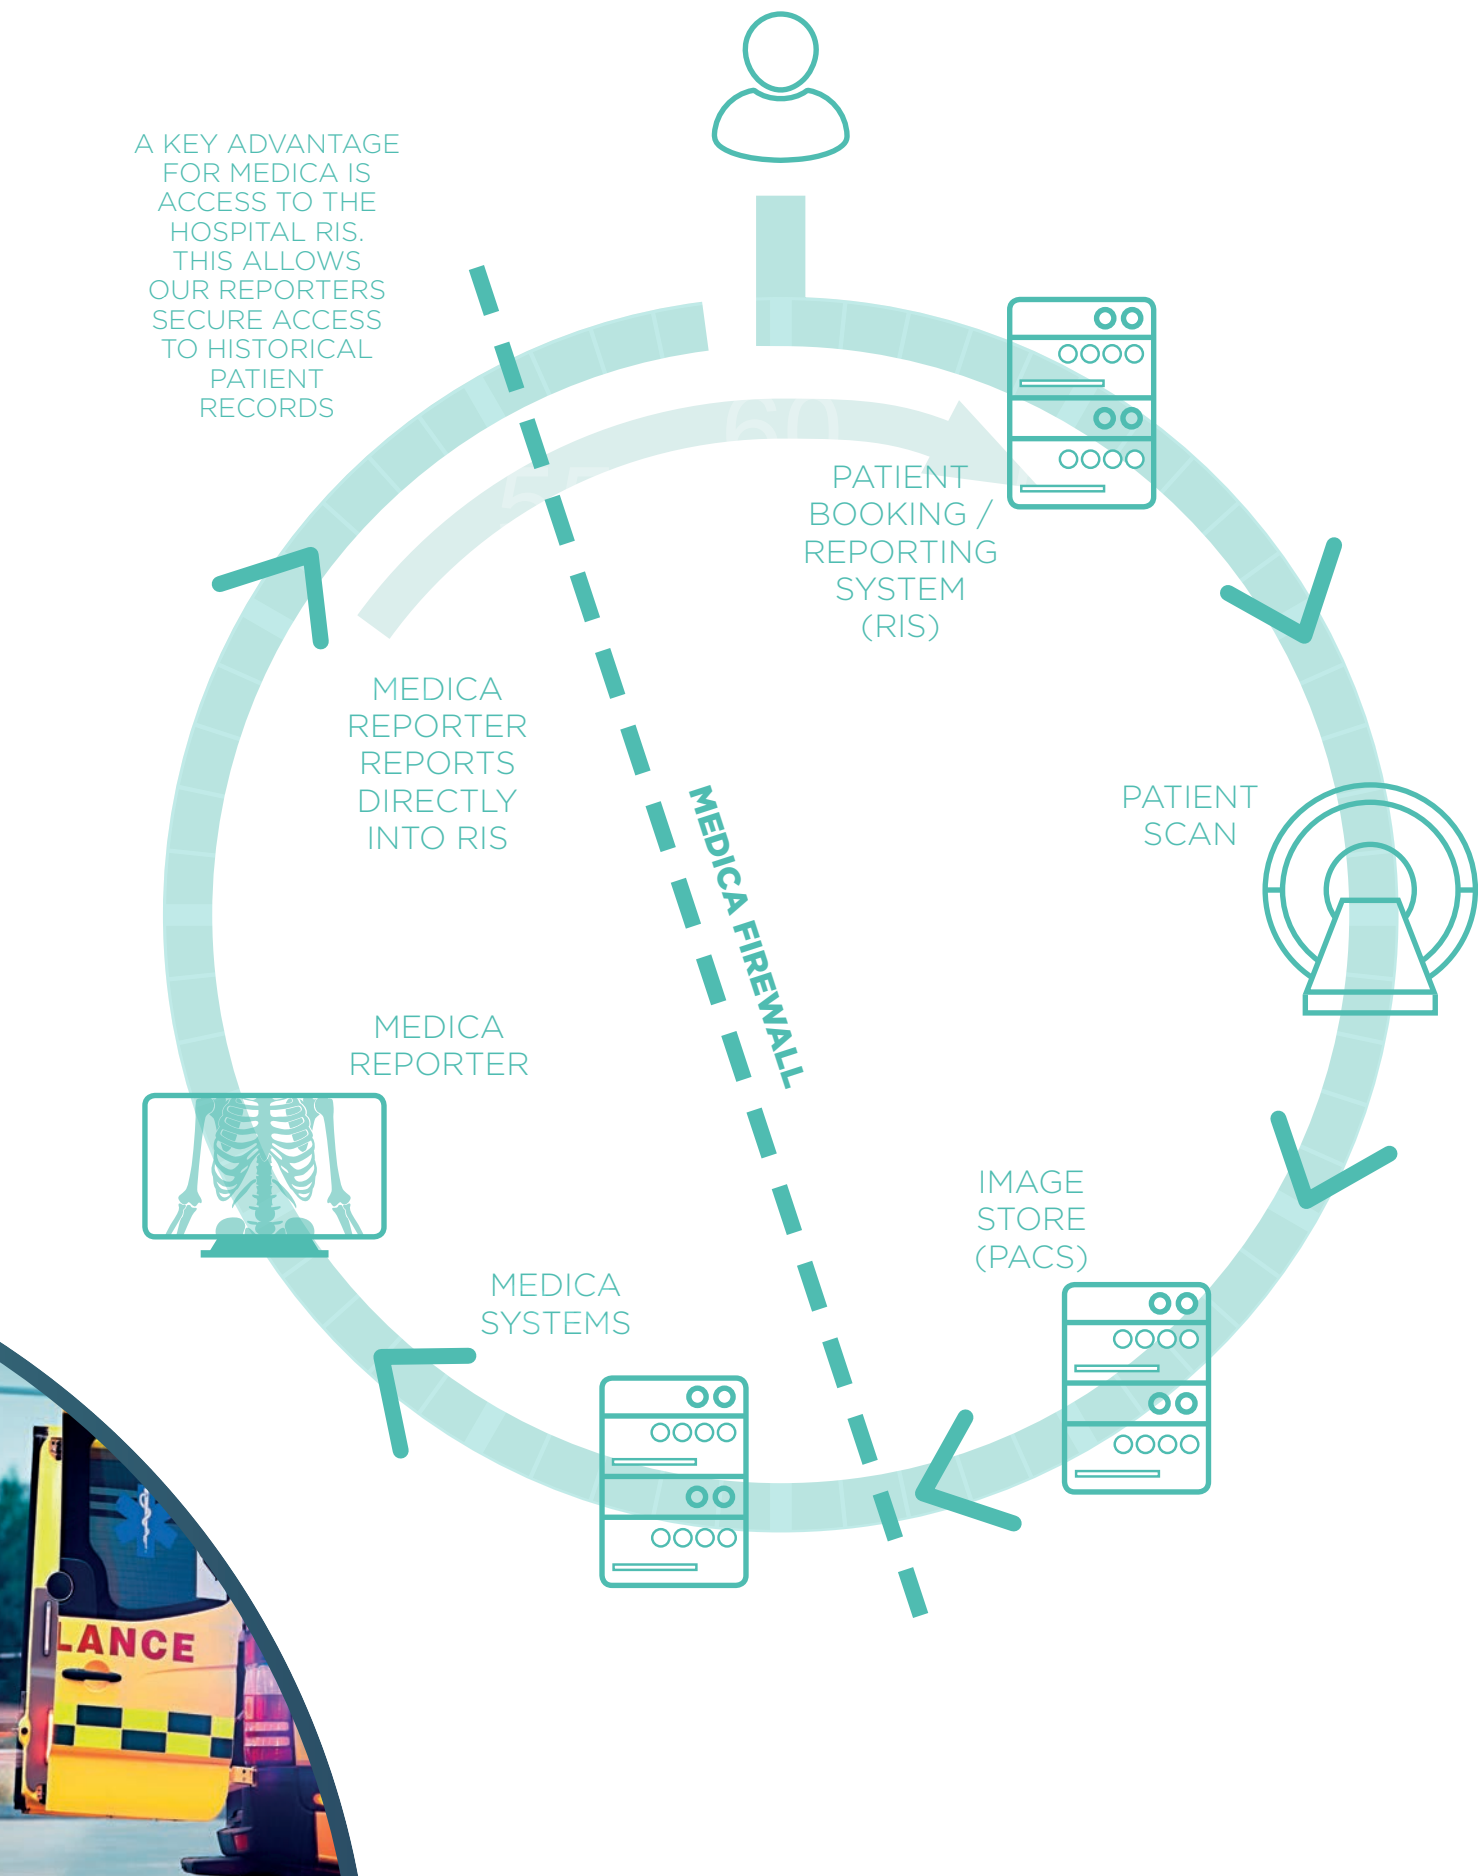 A KEY ADVANTAGE
FOR MEDICA IS
ACCESS TO THE
HOSPITAL RIS.
THIS ALLOWS
OUR REPORTERS
SECURE ACCESS
TO HISTORICAL
PATIENT
RECORDS
60
55
PATIENT
BOOKING /
REPORTING
SYSTEM
(RIS)
MEDICA
REPORTER
REPORTS
DIRECTLY
INTO RIS
MEDICA FIREWALL
PATIENT
SCAN
MEDICA
REPORTER
IMAGE
STORE
(PACS)
MEDICA
SYSTEMS
LANCE